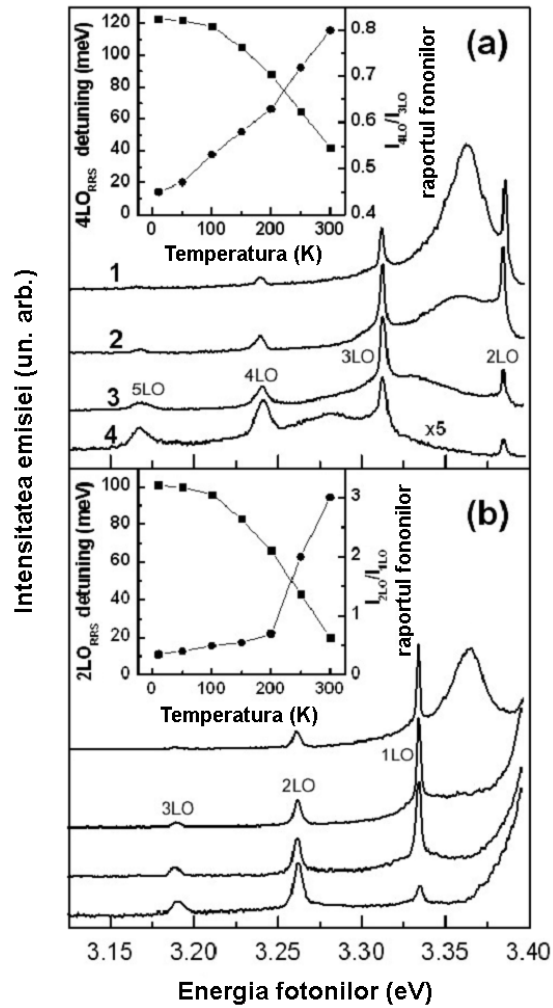 (a)
4LO_RRS detuning (meV)
120
100
80
60
40
20
0
0 100 200 300
Temperatura (K)
0.8
0.7
0.6
0.5
0.4
I_4LO/I_3LO
raportul fononilor
1
2
3
4
5LO
4LO
3LO
2LO
x5
Intensitatea emisiei (un. arb.)
(b)
2LO_RRS detuning (meV)
100
80
60
40
20
0
0 100 200 300
Temperatura (K)
3
2
1
0
I_2LO/I_1LO
raportul fononilor
3LO
2LO
1LO
3.15 3.20 3.25 3.30 3.35 3.40
Energia fotonilor (eV)